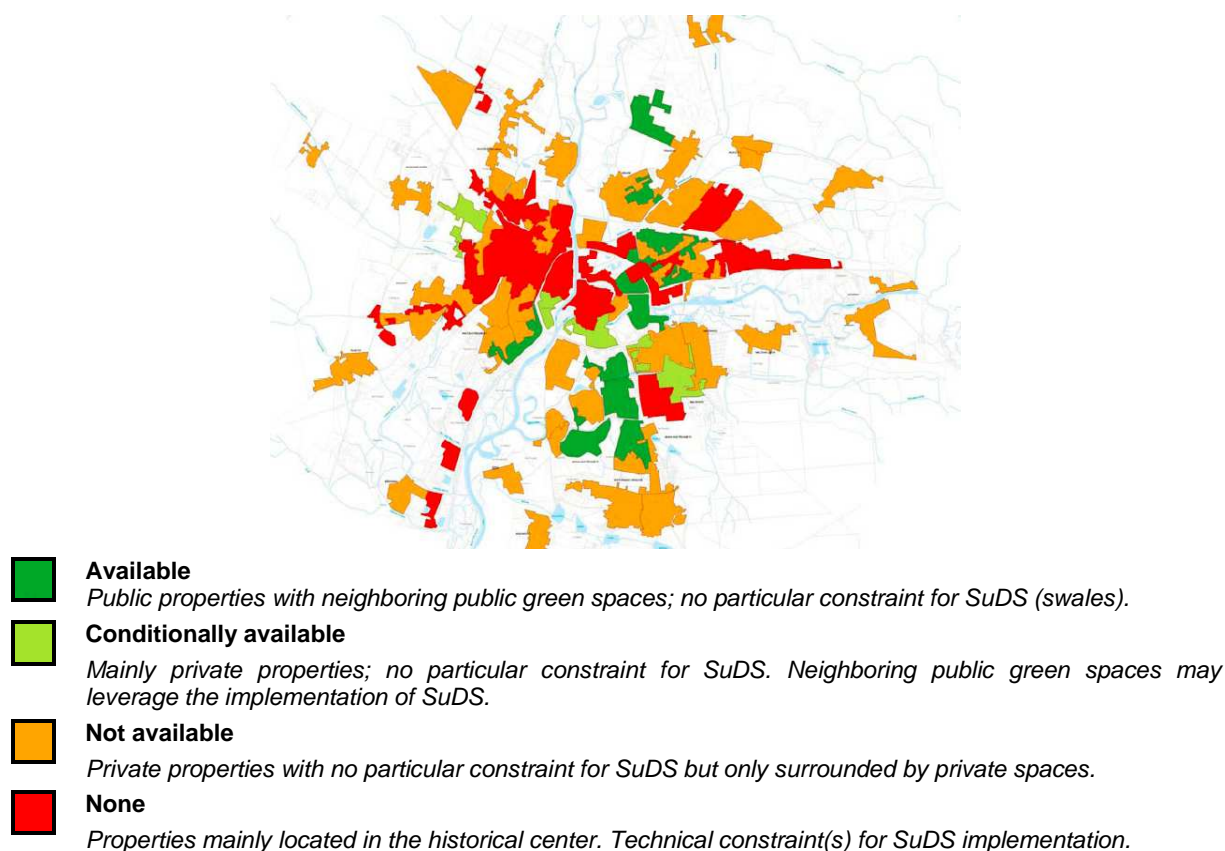 Available
Public properties with neighboring public green spaces; no particular constraint for SuDS (swales).
Conditionally available
Mainly private properties; no particular constraint for SuDS. Neighboring public green spaces may
leverage the implementation of SuDS.
Not available
Private properties with no particular constraint for SuDS but only surrounded by private spaces.
None
Properties mainly located in the historical center. Technical constraint(s) for SuDS implementation.